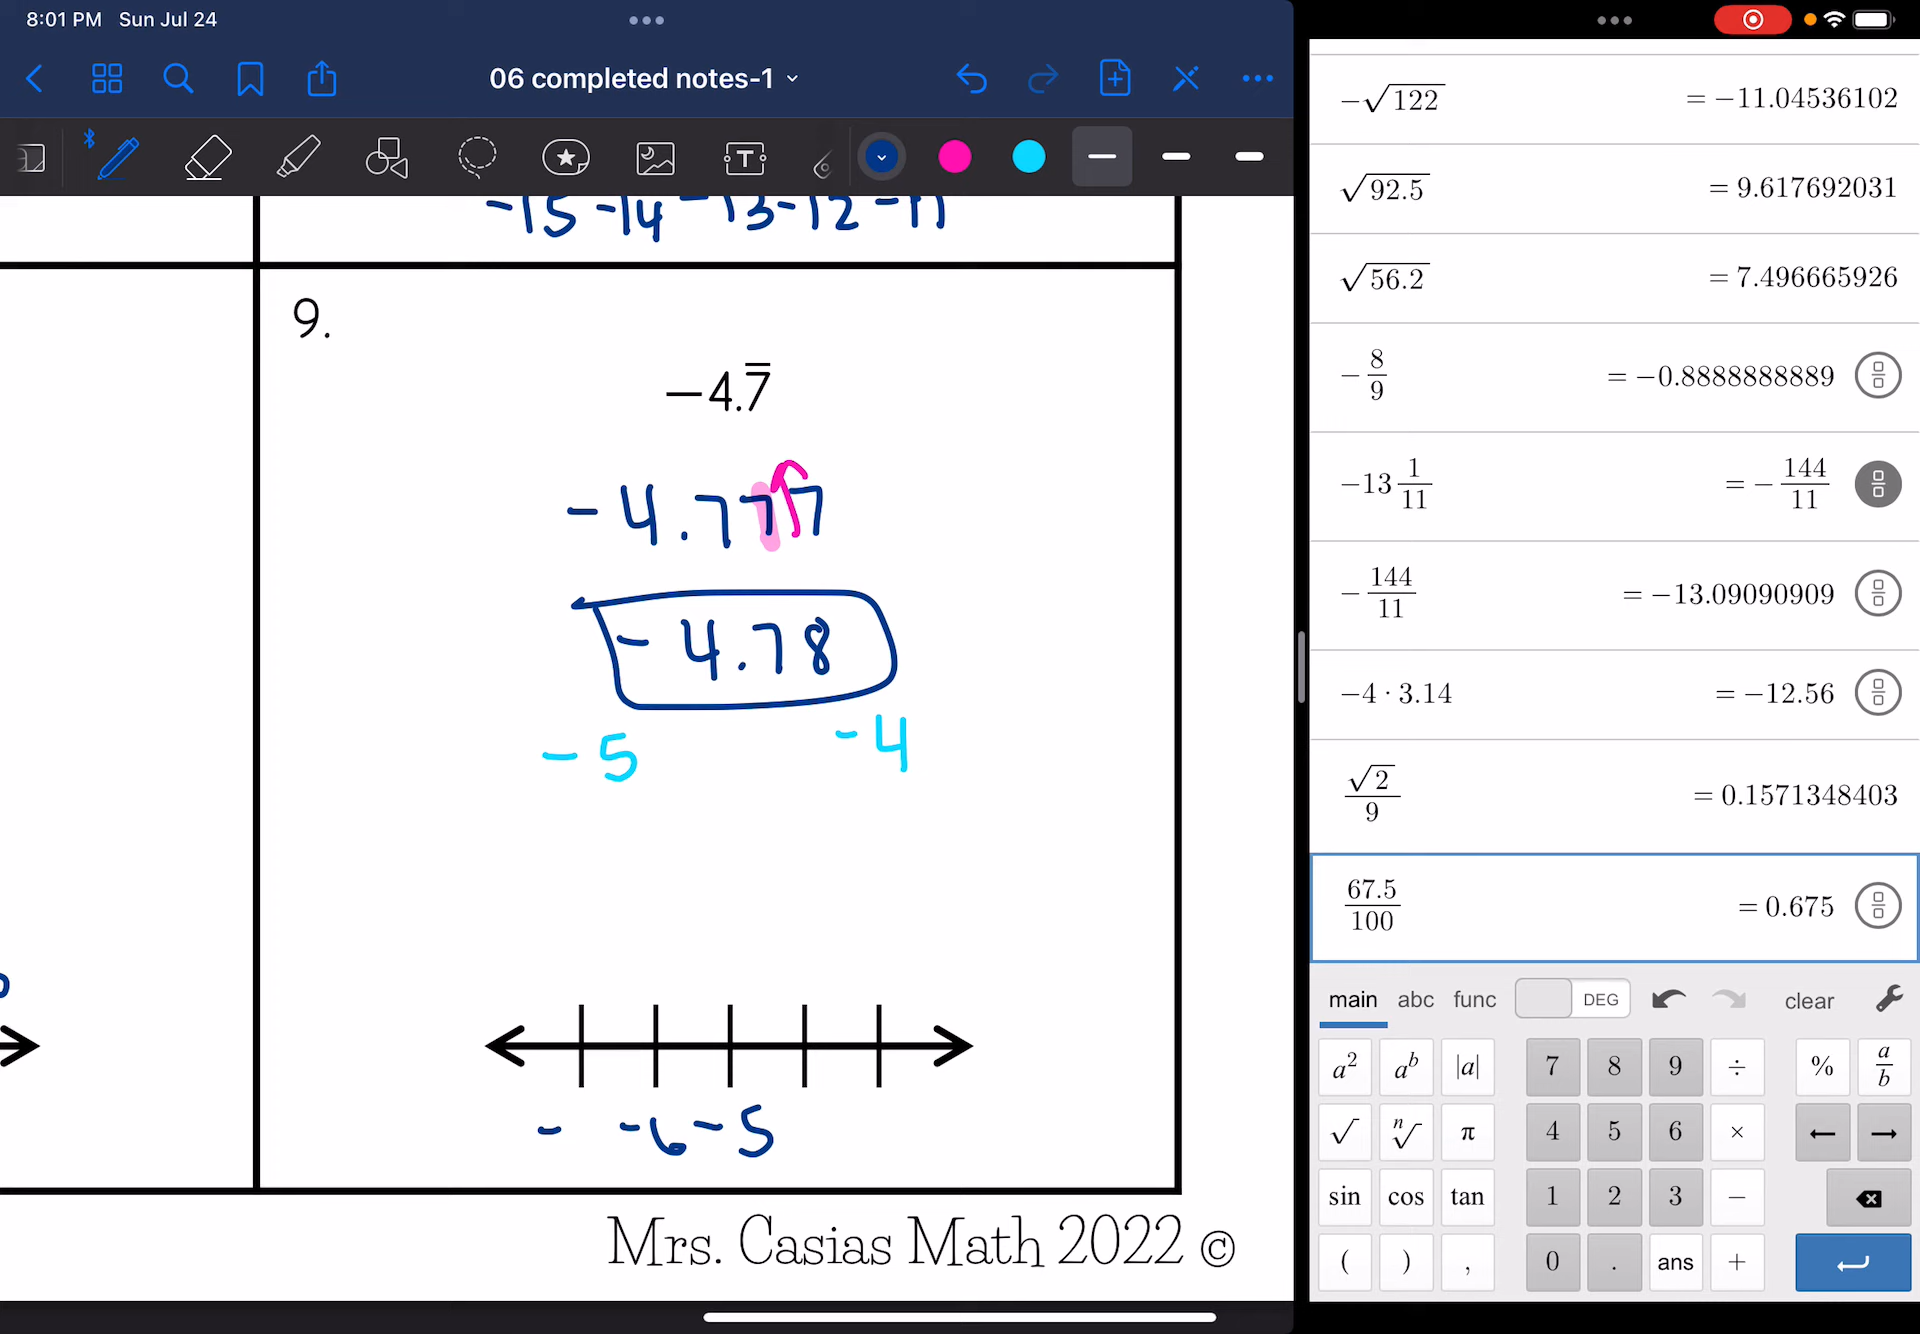 8:01 PM Sun Jul 24
06 completed notes-1
T
-15 -14 -13 -12 -11
9.
−4.7̿
-4.777
-4.78
-5 -4
- -6 -5
Mrs. Casias Math 2022 ©
−√122 = −11.04536102
√92.5 = 9.617692031
√56.2 = 7.496665926
−8/9 = −0.8888888889
−13 1/11 = −144/11
−144/11 = −13.09090909
−4 · 3.14 = −12.56
√2/9 = 0.1571348403
67.5/100 = 0.675
main abc func DEG clear
a² aᵇ |a| 7 8 9 ÷ % a/b
√ ⁿ√ π 4 5 6 × ← →
sin cos tan 1 2 3 −
( ) , 0 . ans +